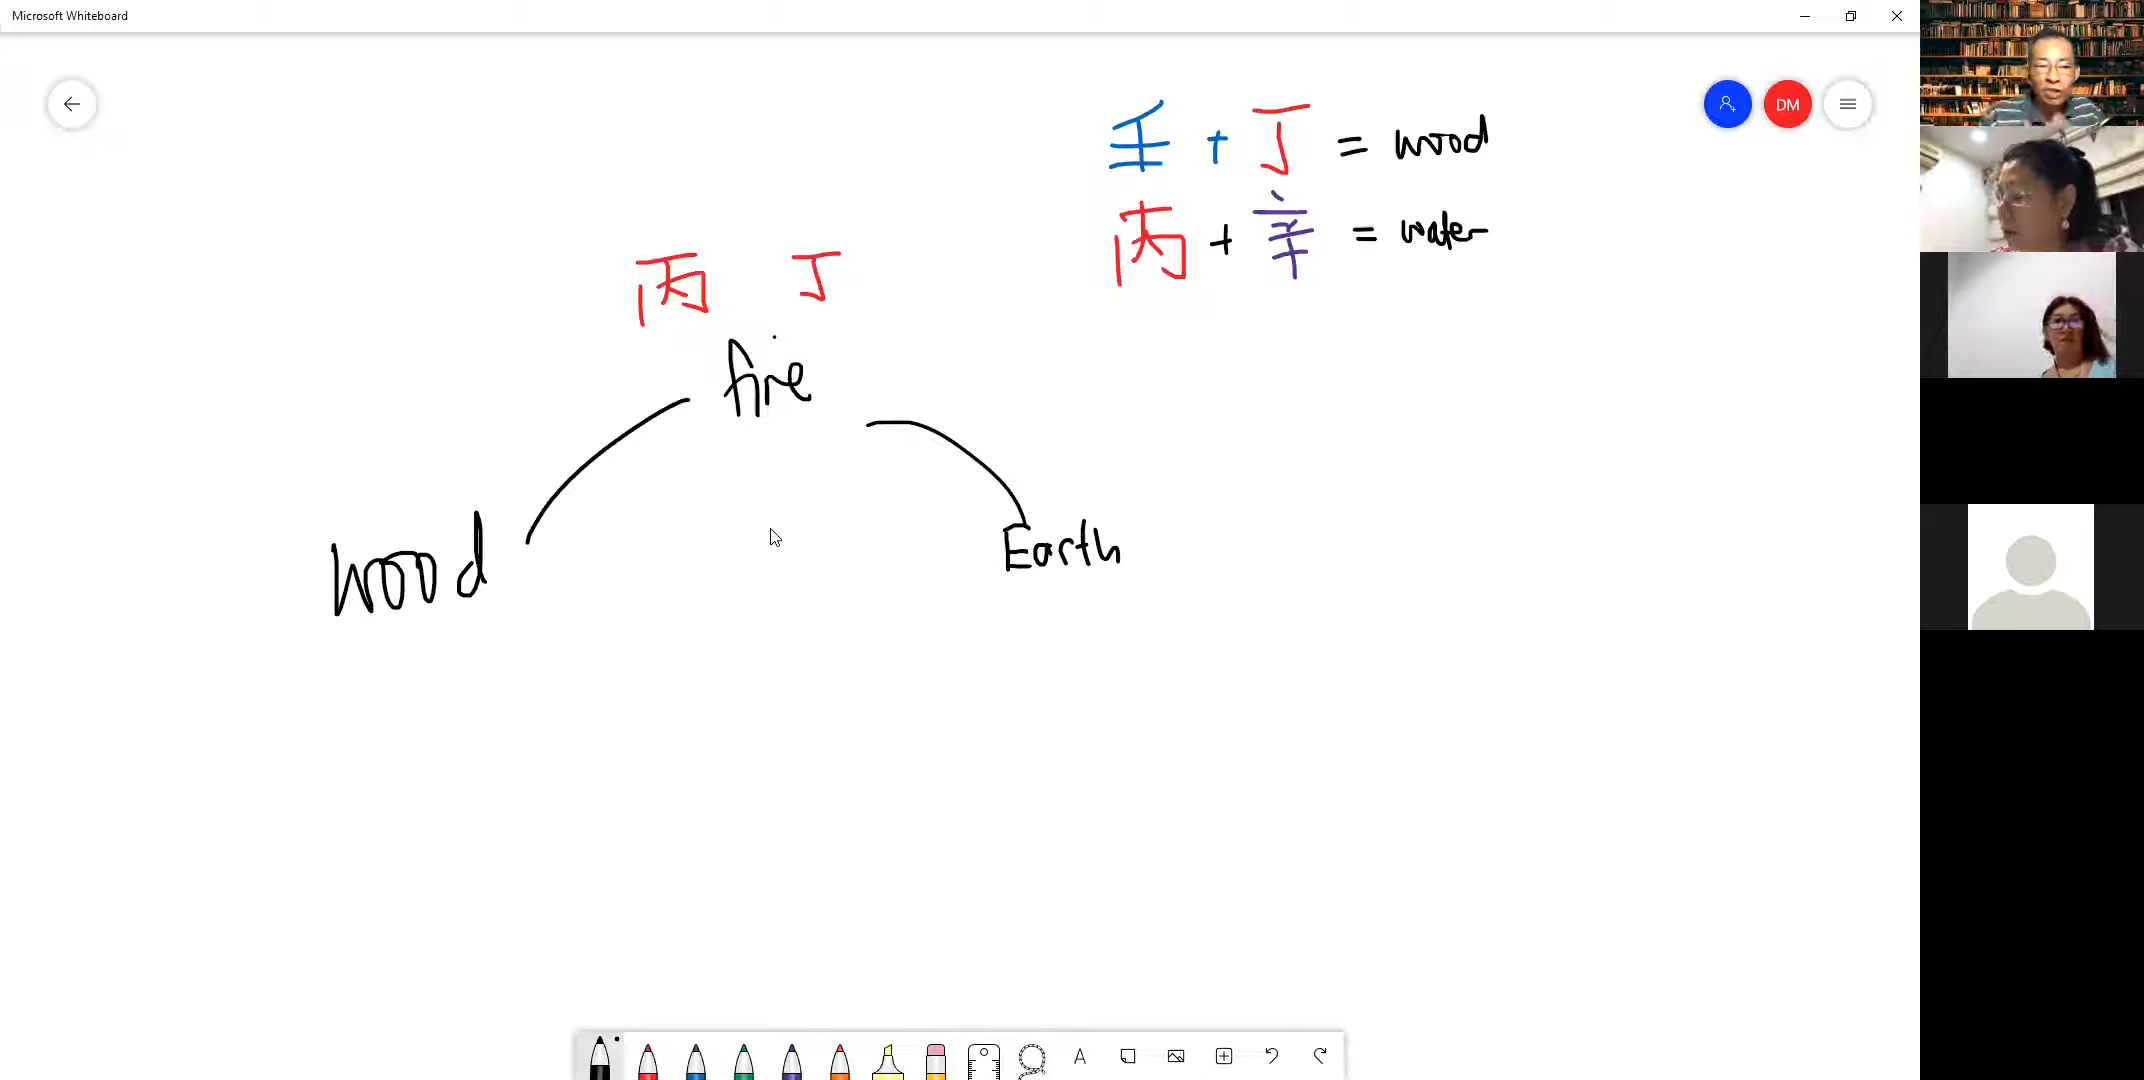 Microsoft Whiteboard
DM
壬 + 丁 = wood
丙 + 辛 = water
丙 丁
fire
wood
Earth
A